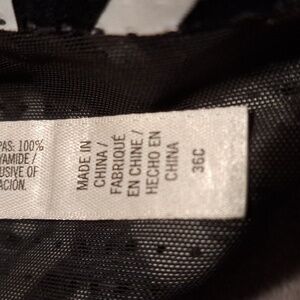 PAS: 100%
YAMIDE /
USIVE OF
ACIÓN.
MADE IN
CHINA /
FABRIQUÉ
EN CHINE /
HECHO EN
CHINA
36C